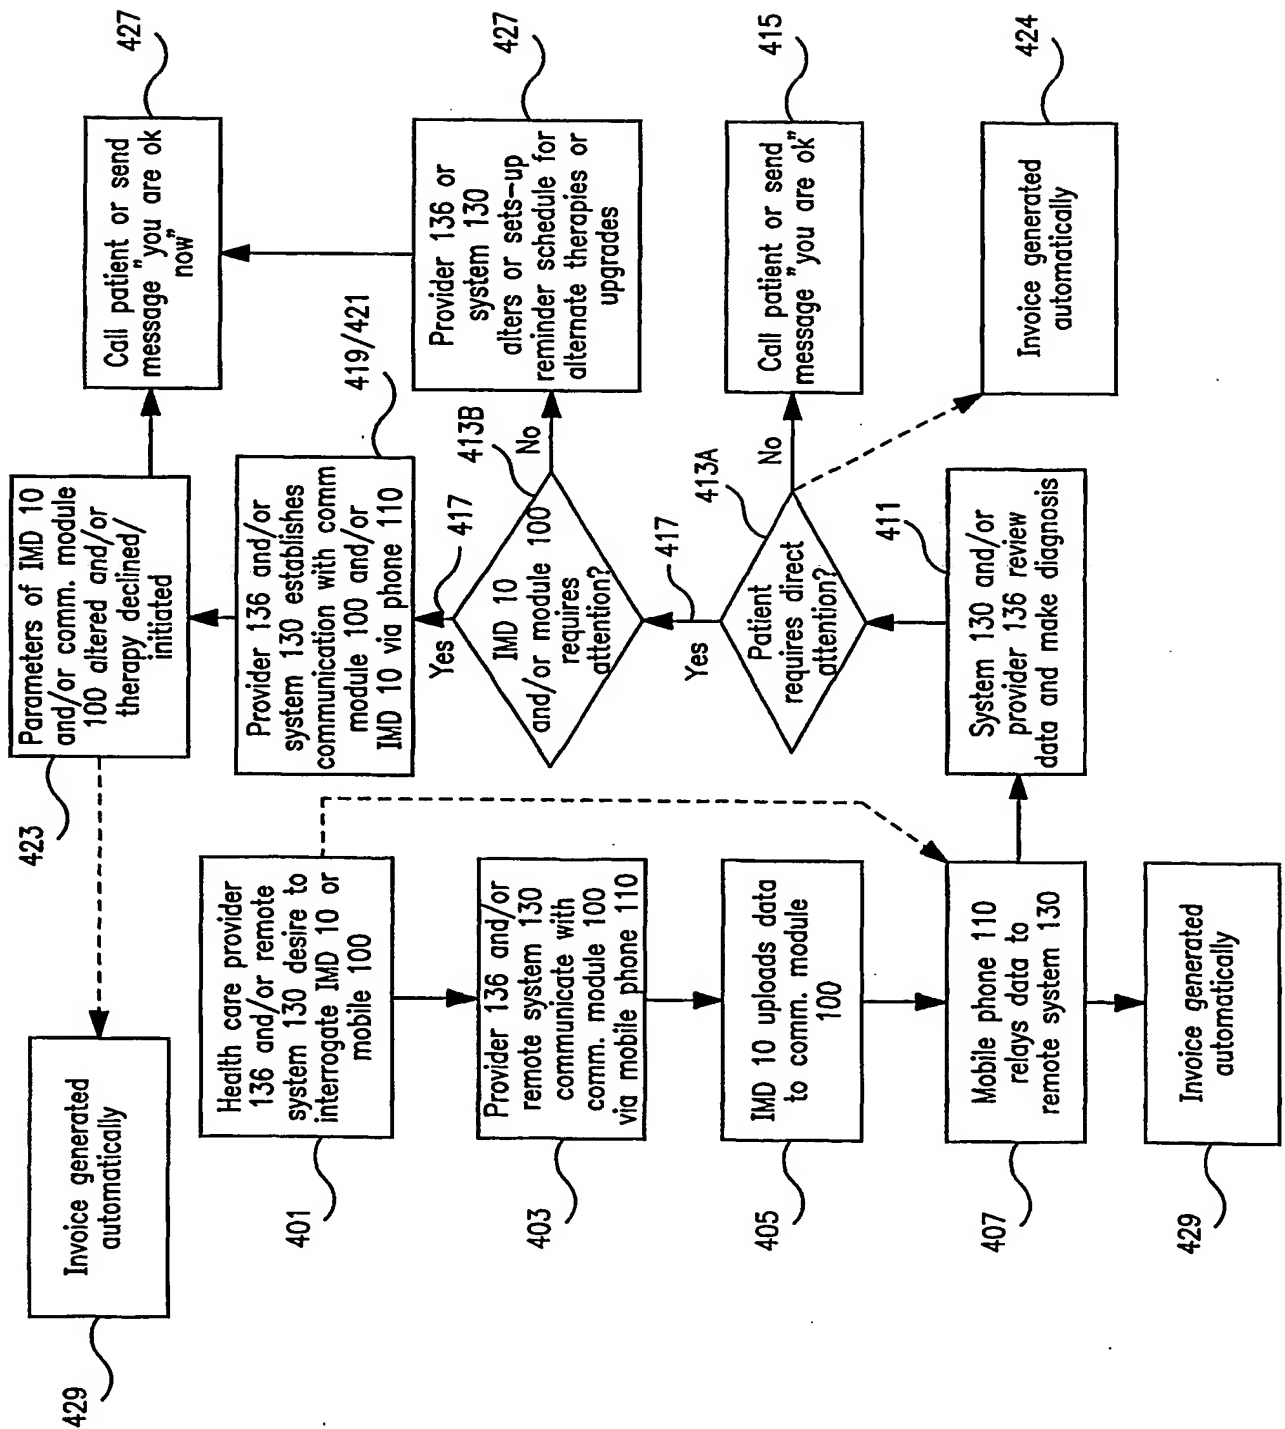 429
Invoice generated
automatically
423
Parameters of IMD 10
and/or comm. module
100 altered and/or
therapy declined/
initiated
427
Call patient or send
message "you are ok
now"
401
Health care provider
136 and/or remote
system 130 desire to
interrogate IMD 10 or
mobile 100
419/421
Provider 136 and/or
system 130 establishes
communication with comm
module 100 and/or
IMD 10 via phone 110
427
Provider 136 or
system 130
alters or sets-up
reminder schedule for
alternate therapies or
upgrades
403
Provider 136 and/or
remote system 130
communicate with
comm. module 100
via mobile phone 110
Yes
417
413B
IMD 10
and/or module 100
requires
attention?
No
405
IMD 10 uploads data
to comm. module
100
Yes
417
413A
Patient
requires direct
attention?
No
415
Call patient or send
message "you are ok"
407
Mobile phone 110
relays data to
remote system 130
411
System 130 and/or
provider 136 review
data and make diagnosis
424
Invoice generated
automatically
429
Invoice generated
automatically